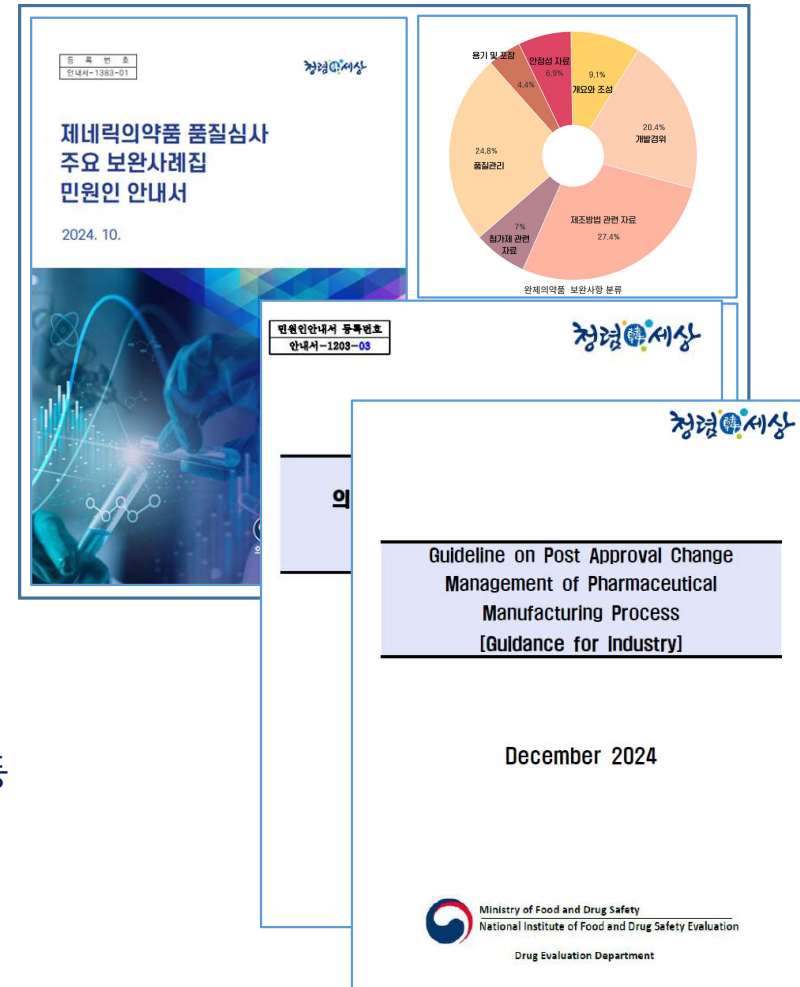 등 록 번 호
안내서-1383-01
청렴韓세상
제네릭의약품 품질심사
주요 보완사례집
민원인 안내서
2024. 10.
용기 및 포장
4.4%
안정성 자료
6.9%
9.1%
개요와 조성
20.4%
개발경위
24.8%
품질관리
7%
첨가제 관련
자료
제조방법 관련 자료
27.4%
완제의약품 보완사항 분류
민원인안내서 등록번호
안내서-1203-03
청렴韓세상
의
청렴韓세상
Guideline on Post Approval Change
Management of Pharmaceutical
Manufacturing Process
[Guidance for Industry]
December 2024
Ministry of Food and Drug Safety
National Institute of Food and Drug Safety Evaluation
Drug Evaluation Department